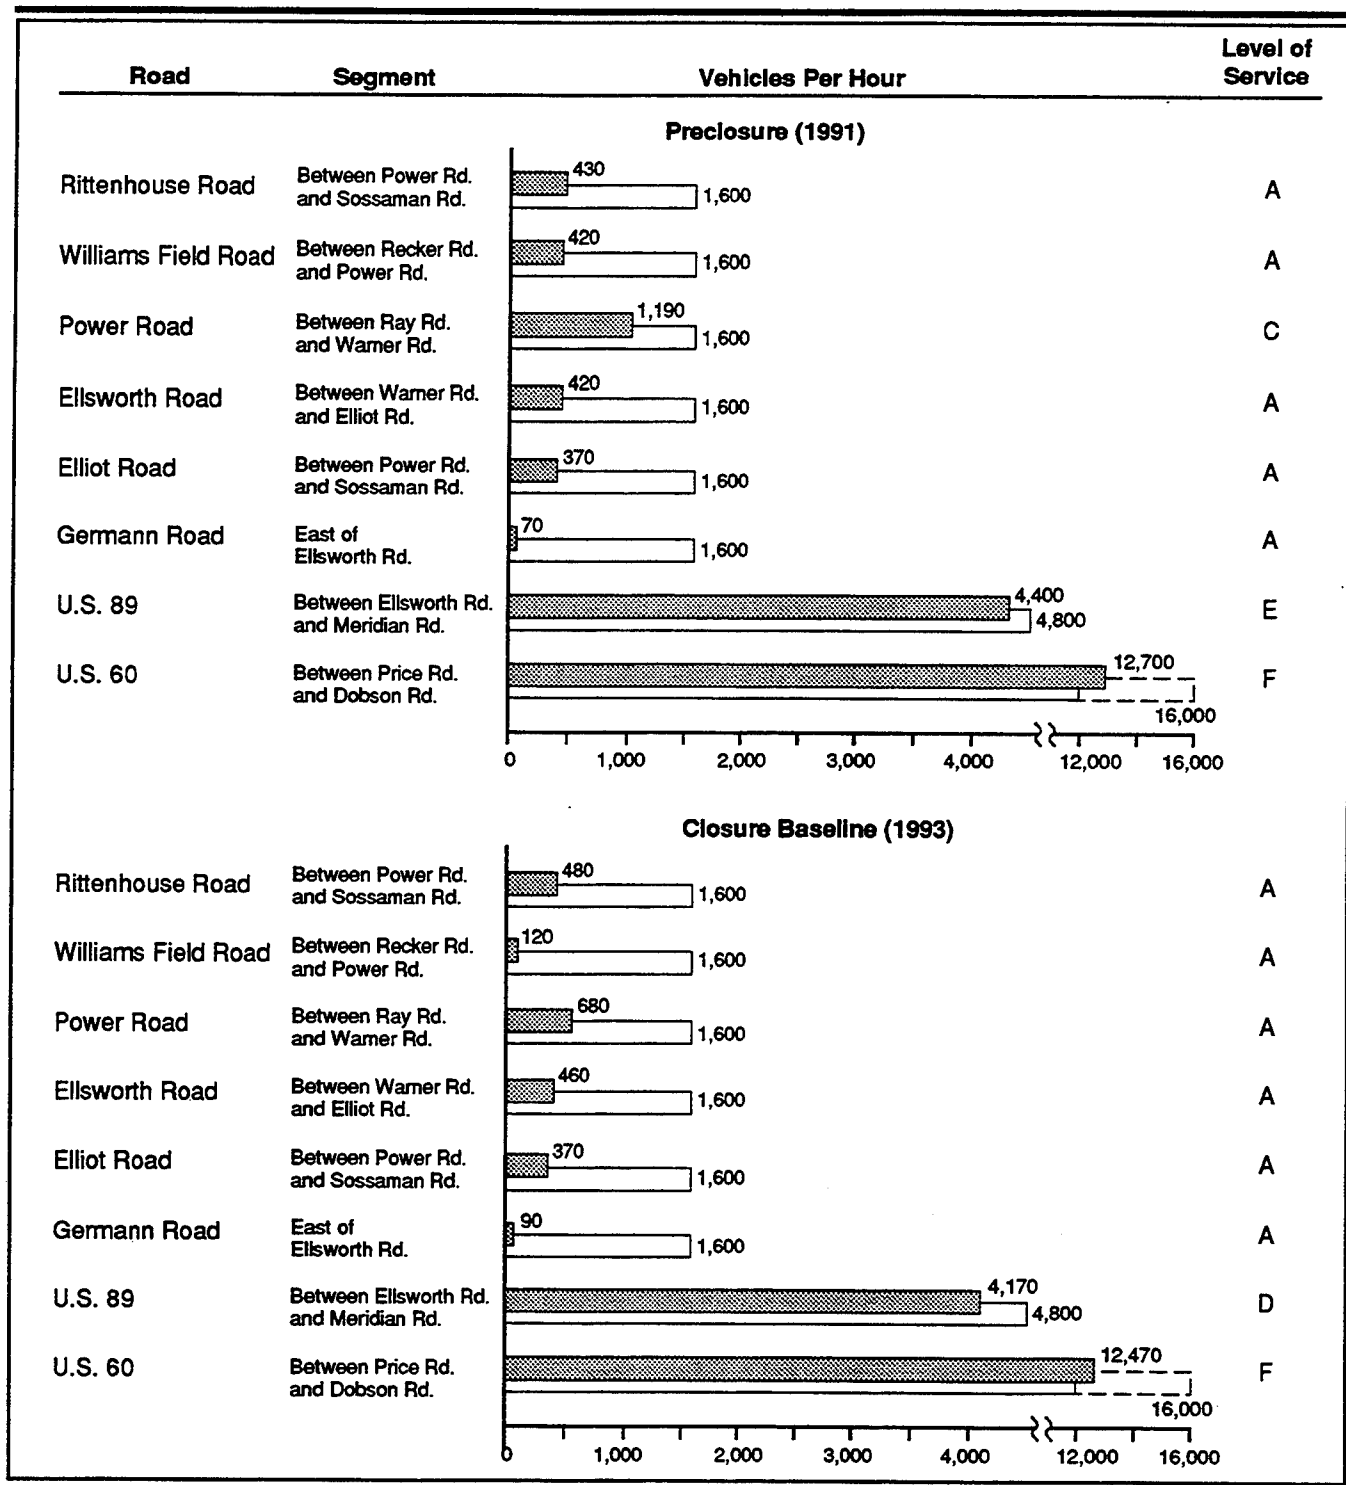 Road Segment Vehicles Per Hour Level of Service
Preclosure (1991)
Rittenhouse Road Between Power Rd. and Sossaman Rd. 430 1,600 A
Williams Field Road Between Recker Rd. and Power Rd. 420 1,600 A
Power Road Between Ray Rd. and Warner Rd. 1,190 1,600 C
Ellsworth Road Between Warner Rd. and Elliot Rd. 420 1,600 A
Elliot Road Between Power Rd. and Sossaman Rd. 370 1,600 A
Germann Road East of Ellsworth Rd. 70 1,600 A
U.S. 89 Between Ellsworth Rd. and Meridian Rd. 4,400 4,800 E
U.S. 60 Between Price Rd. and Dobson Rd. 12,700 16,000 F
0 1,000 2,000 3,000 4,000 12,000 16,000
Closure Baseline (1993)
Rittenhouse Road Between Power Rd. and Sossaman Rd. 480 1,600 A
Williams Field Road Between Recker Rd. and Power Rd. 120 1,600 A
Power Road Between Ray Rd. and Warner Rd. 680 1,600 A
Ellsworth Road Between Warner Rd. and Elliot Rd. 460 1,600 A
Elliot Road Between Power Rd. and Sossaman Rd. 370 1,600 A
Germann Road East of Ellsworth Rd. 90 1,600 A
U.S. 89 Between Ellsworth Rd. and Meridian Rd. 4,170 4,800 D
U.S. 60 Between Price Rd. and Dobson Rd. 12,470 16,000 F
0 1,000 2,000 3,000 4,000 12,000 16,000